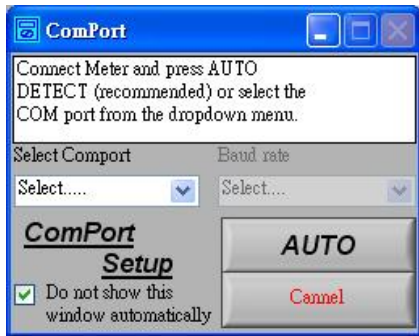 ComPort
Connect Meter and press AUTO
DETECT (recommended) or select the
COM port from the dropdown menu.
Select Comport
Baud rate
Select.....
Select....
ComPort
Setup
AUTO
Do not show this
window automatically
Cannel